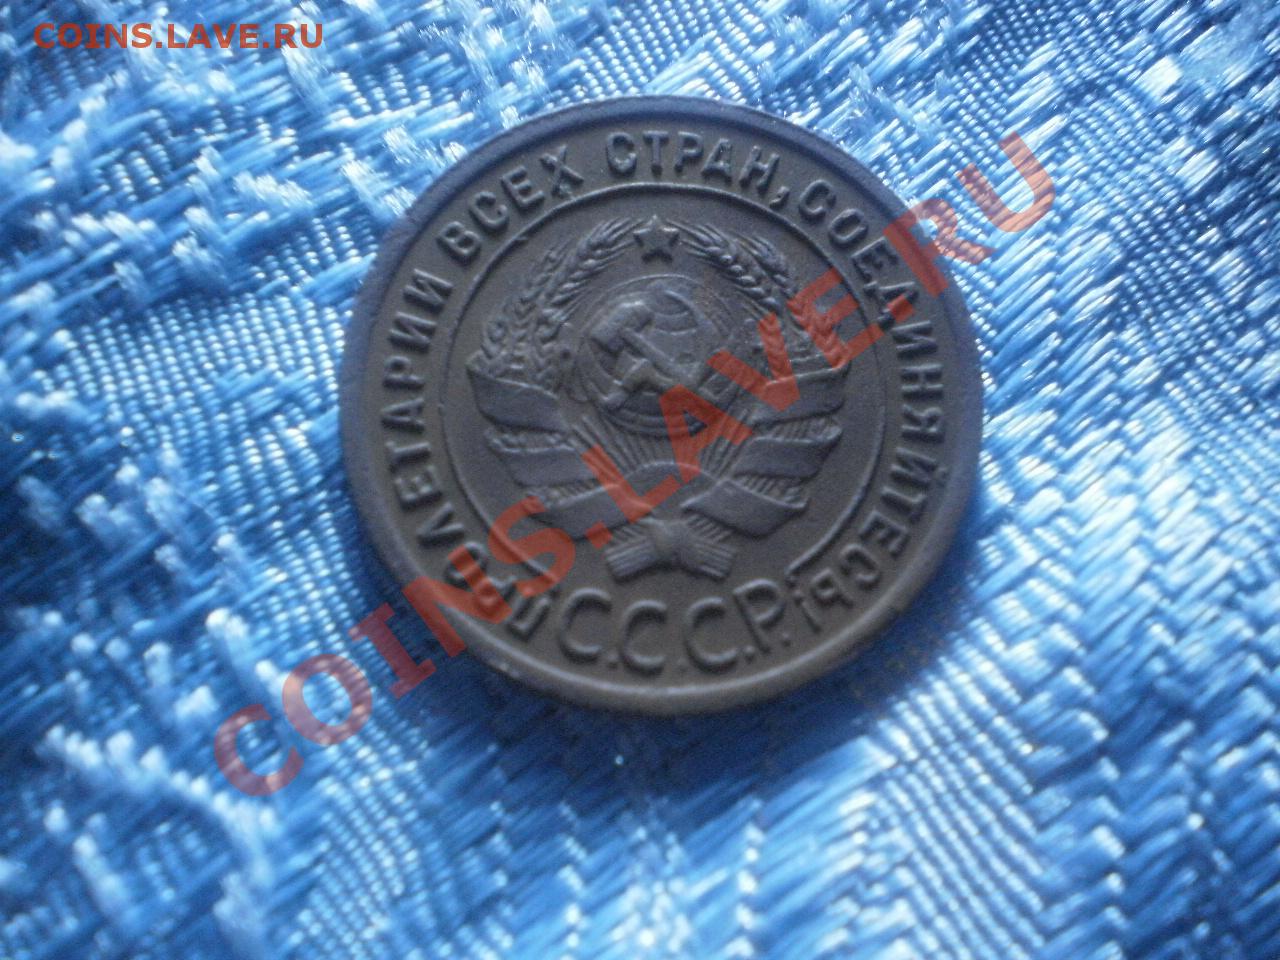 COINS.LAVE.RU
ПРОЛЕТАРИИ ВСЕХ СТРАН, СОЕДИНЯЙТЕСЬ!
С.С.С.Р.
COINS.LAVE.RU